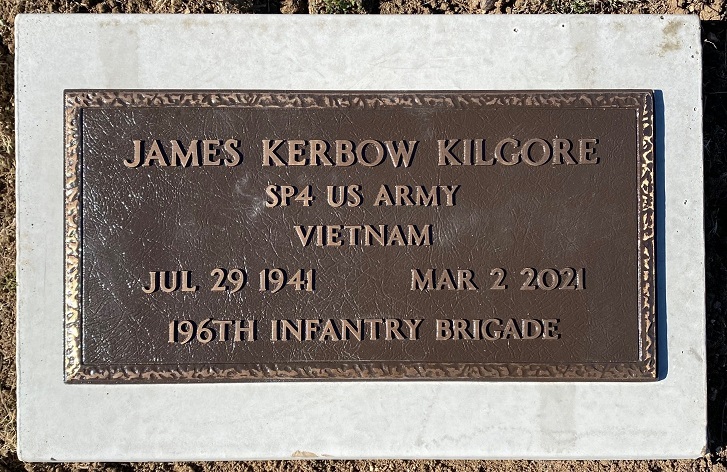 JAMES KERBOW KILGORE
SP4 US ARMY
VIETNAM
JUL 29 1941 MAR 2 2021
196TH INFANTRY BRIGADE